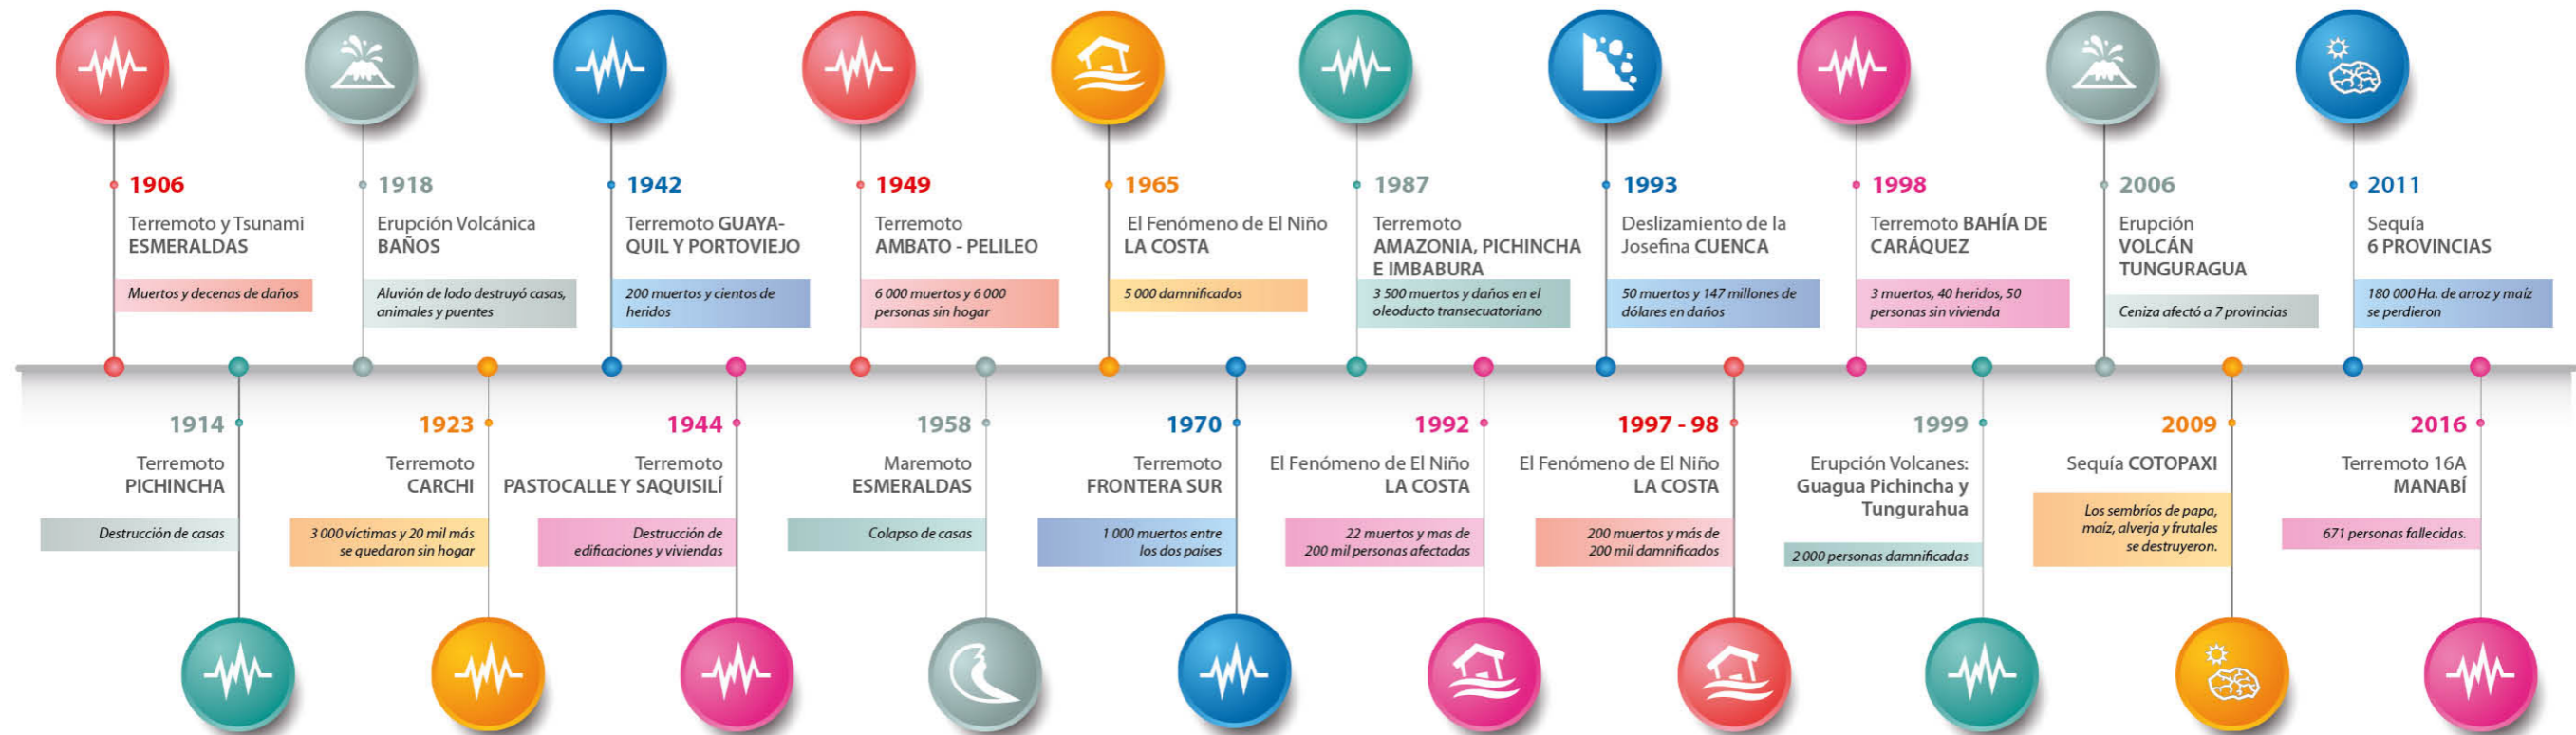 1906
Terremoto y Tsunami
ESMERALDAS
Muertos y decenas de daños
1918
Erupción Volcánica
BAÑOS
Aluvión de lodo destruyó casas,
animales y puentes
1942
Terremoto GUAYA-
QUIL Y PORTOVIEJO
200 muertos y cientos de
heridos
1949
Terremoto
AMBATO - PELILEO
6 000 muertos y 6 000
personas sin hogar
1965
El Fenómeno de El Niño
LA COSTA
5 000 damnificados
1987
Terremoto
AMAZONIA, PICHINCHA
E IMBABURA
3 500 muertos y daños en el
oleoducto transecuatoriano
1993
Deslizamiento de la
Josefina CUENCA
50 muertos y 147 millones de
dólares en daños
1998
Terremoto BAHÍA DE
CARÁQUEZ
3 muertos, 40 heridos, 50
personas sin vivienda
2006
Erupción
VOLCÁN
TUNGURAGUA
Ceniza afectó a 7 provincias
2011
Sequía
6 PROVINCIAS
180 000 Ha. de arroz y maíz
se perdieron
1914
Terremoto
PICHINCHA
Destrucción de casas
1923
Terremoto
CARCHI
3 000 víctimas y 20 mil más
se quedaron sin hogar
1944
Terremoto
PASTOCALLE Y SAQUISILÍ
Destrucción de
edificaciones y viviendas
1958
Maremoto
ESMERALDAS
Colapso de casas
1970
Terremoto
FRONTERA SUR
1 000 muertos entre
los dos países
1992
El Fenómeno de El Niño
LA COSTA
22 muertos y mas de
200 mil personas afectadas
1997 - 98
El Fenómeno de El Niño
LA COSTA
200 muertos y más de
200 mil damnificados
1999
Erupción Volcanes:
Guagua Pichincha y
Tungurahua
2 000 personas damnificadas
2009
Sequía COTOPAXI
Los sembríos de papa,
maíz, alverja y frutales
se destruyeron.
2016
Terremoto 16A
MANABÍ
671 personas fallecidas.